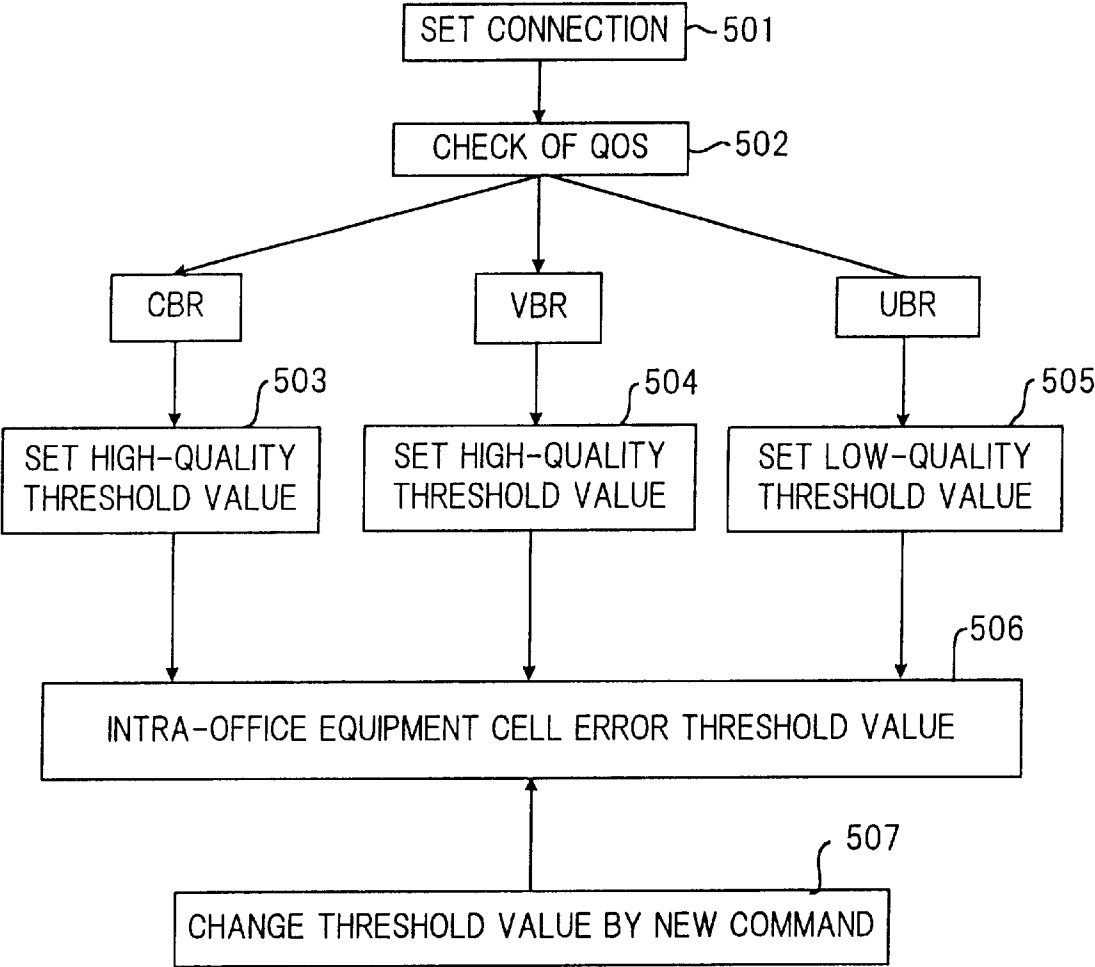 SET CONNECTION
501
CHECK OF QOS
502
CBR
VBR
UBR
503
504
505
SET HIGH-QUALITY
THRESHOLD VALUE
SET HIGH-QUALITY
THRESHOLD VALUE
SET LOW-QUALITY
THRESHOLD VALUE
506
INTRA-OFFICE EQUIPMENT CELL ERROR THRESHOLD VALUE
507
CHANGE THRESHOLD VALUE BY NEW COMMAND